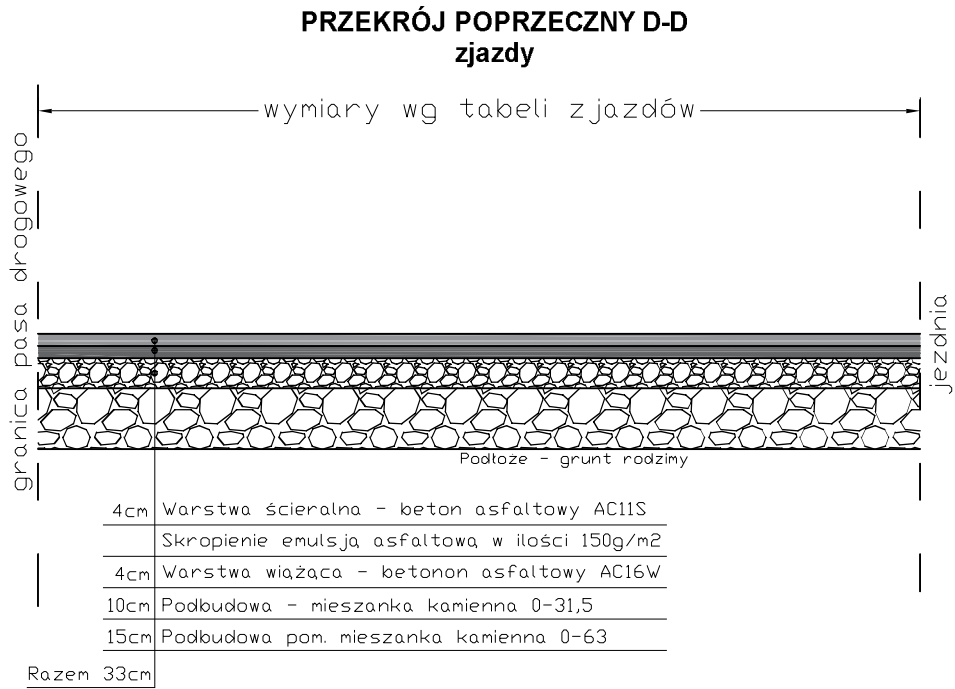 PRZEKRÓJ POPRZECZNY D-D
zjazdy
wymiary wg tabeli zjazdów
granica pasa drogowego
jezdnia
Podłoże - grunt rodzimy
4cm Warstwa ścieralna - beton asfaltowy AC11S
Skropienie emulsją asfaltową w ilości 150g/m2
4cm Warstwa wiążąca - betonon asfaltowy AC16W
10cm Podbudowa - mieszanka kamienna 0-31,5
15cm Podbudowa pom. mieszanka kamienna 0-63
Razem 33cm